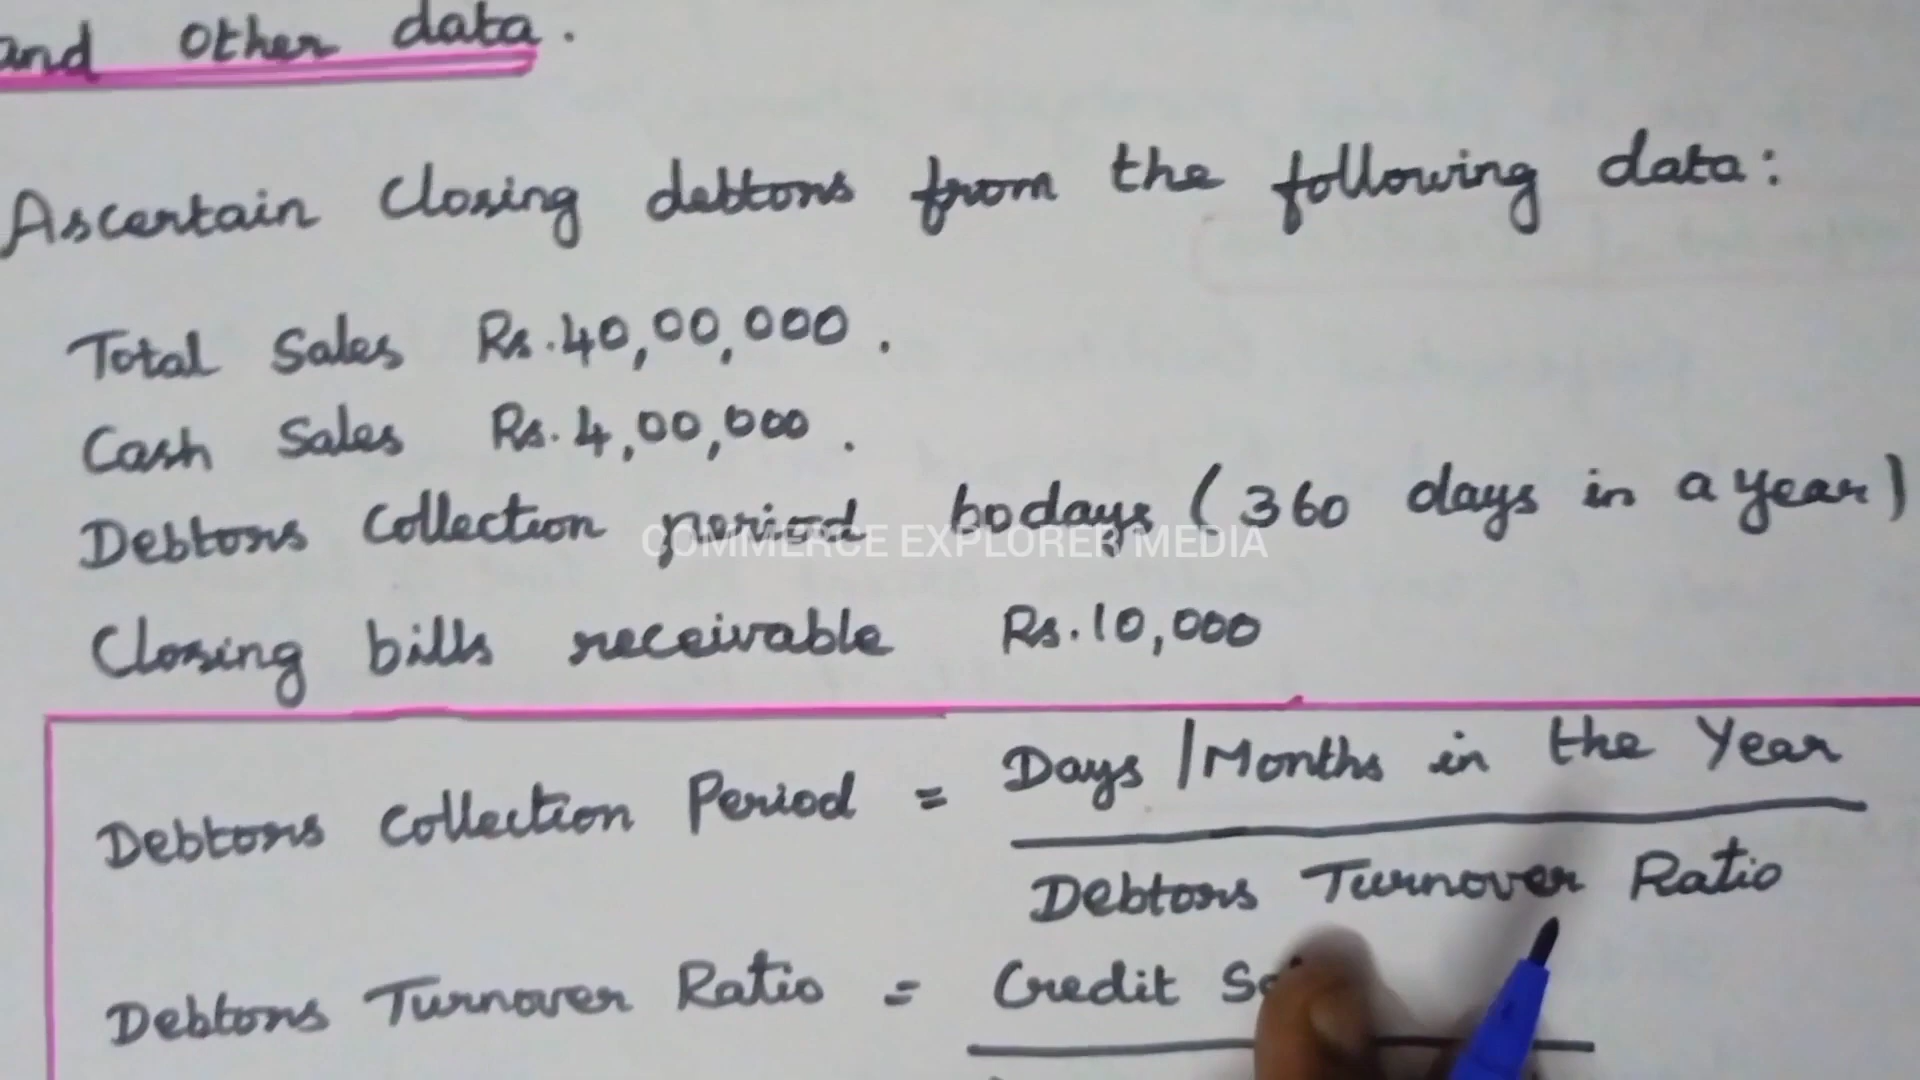 and other data.
Ascertain Closing debtors from the following data:
Total Sales Rs.40,00,000.
Cash Sales Rs.4,00,000.
Debtors Collection period 60days (360 days in a year)
COMMERCE EXPLORER MEDIA
Closing bills receivable Rs.10,000
Debtors Collection Period = Days / Months in the Year
Debtors Turnover Ratio
Debtors Turnover Ratio = Credit